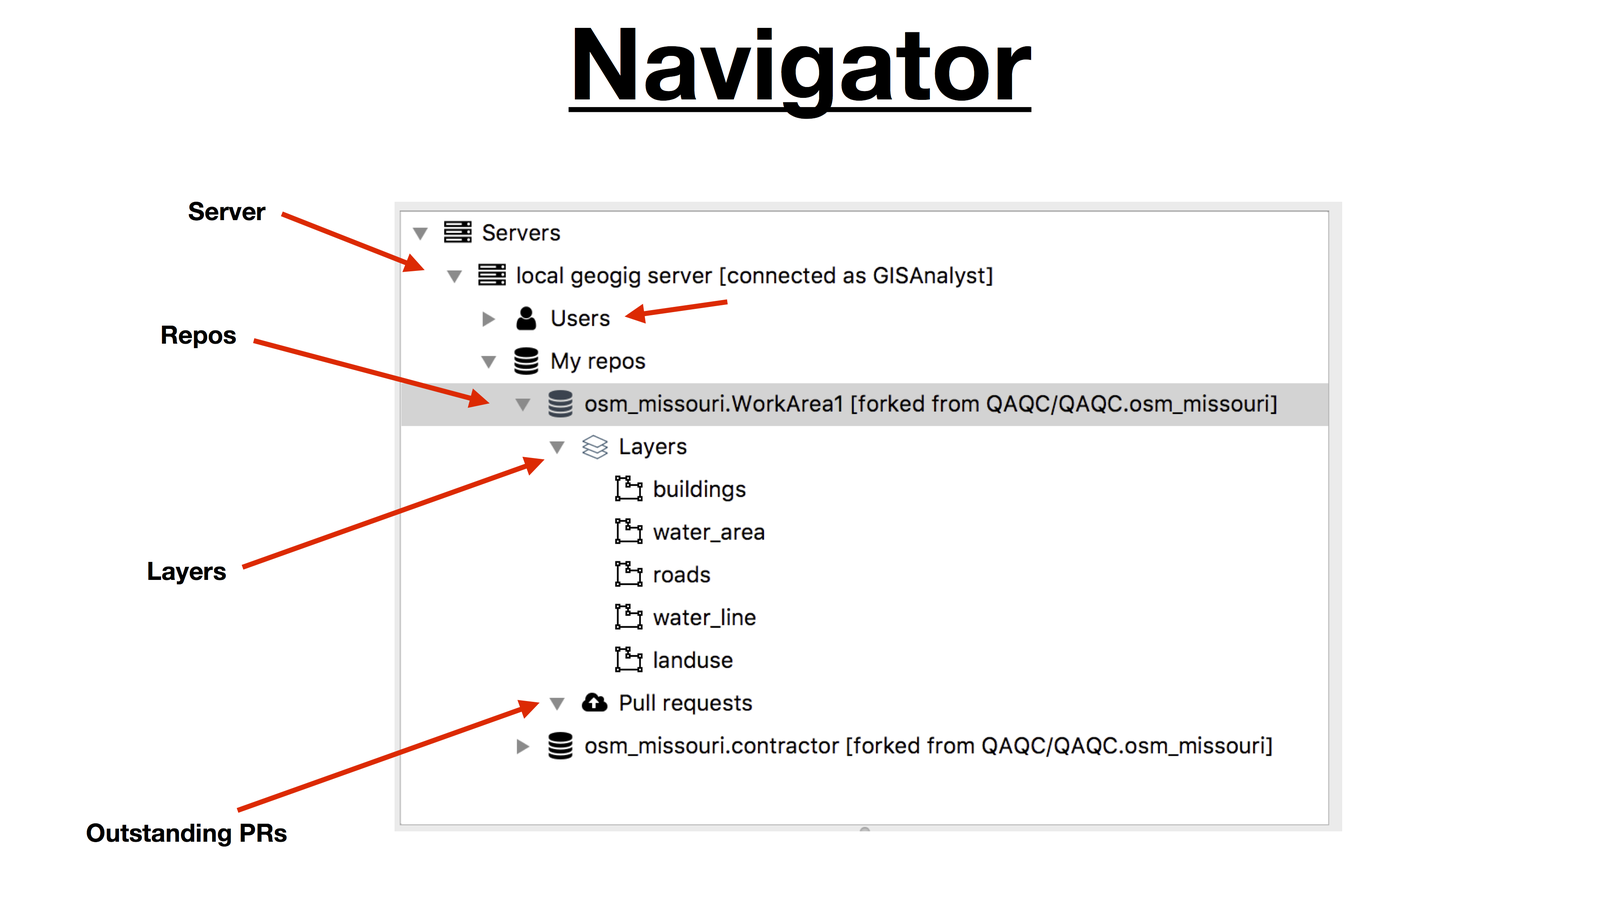 Navigator
Server
Servers
local geogig server [connected as GISAnalyst]
Users
Repos
My repos
osm_missouri.WorkArea1 [forked from QAQC/QAQC.osm_missouri]
Layers
buildings
water_area
Layers
roads
water_line
landuse
Pull requests
osm_missouri.contractor [forked from QAQC/QAQC.osm_missouri]
Outstanding PRs